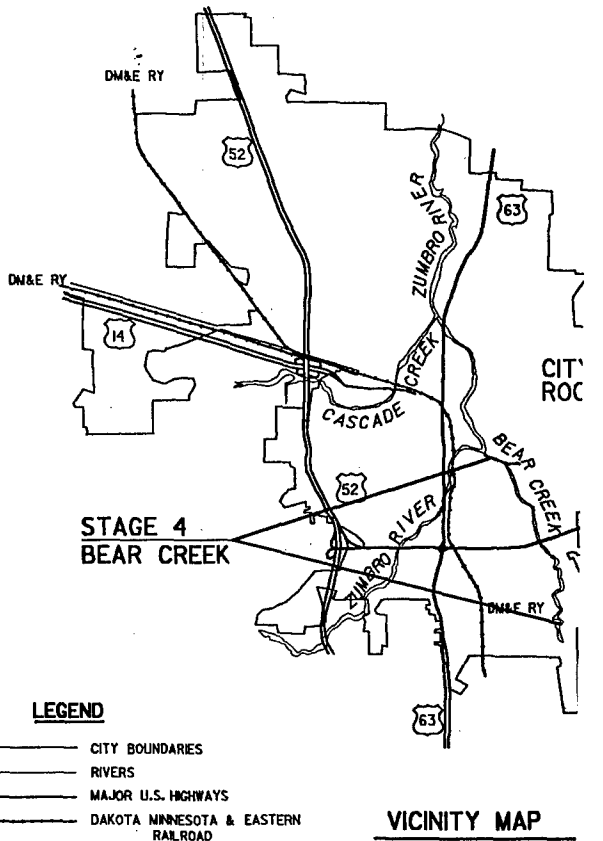 DM&E RY
52
63
ZUMBRO RIVER
DM&E RY
14
CITY
ROC
CASCADE CREEK
BEAR CREEK
52
STAGE 4
BEAR CREEK
ZUMBRO RIVER
DM&E RY
63
LEGEND
CITY BOUNDARIES
RIVERS
MAJOR U.S. HIGHWAYS
DAKOTA MINNESOTA & EASTERN
RAILROAD
VICINITY MAP